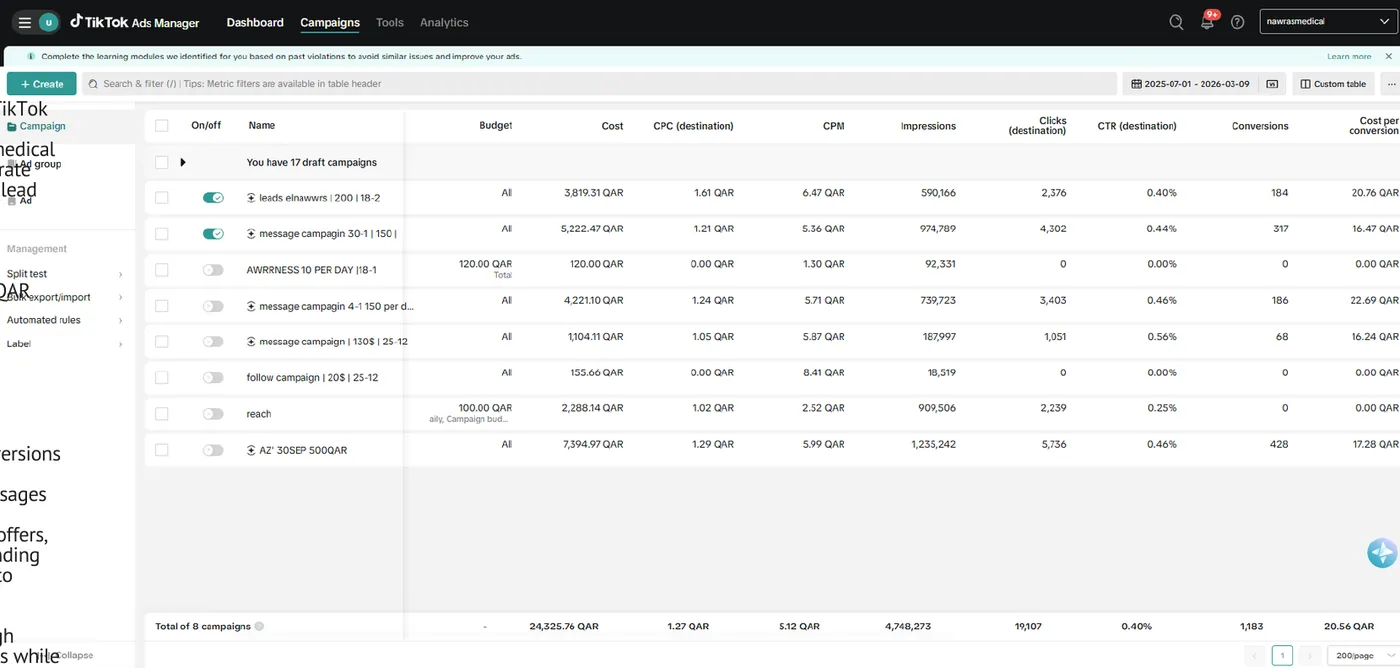 u TikTok Ads Manager Dashboard Campaigns Tools Analytics 9+ nawrasmedical
Complete the learning modules we identified for you based on past violations to avoid similar issues and improve your ads. Learn more
+ Create Search & filter (/) | Tips: Metric filters are available in table header 2025-07-01 - 2026-03-09 Custom table ...
ikTok
Campaign
On/off Name Budget Cost CPC (destination) CPM Impressions Clicks (destination) CTR (destination) Conversions Cost per conversion
nedical
Ad group
rate
lead
Ad
You have 17 draft campaigns
leads elnawwrs | 200 | 18-2 All 3,819.31 QAR 1.61 QAR 6.47 QAR 590,166 2,376 0.40% 184 20.76 QAR
message campagin 30-1 | 150 | All 5,222.47 QAR 1.21 QAR 5.36 QAR 974,789 4,302 0.44% 317 16.47 QAR
Management
Split test
AWRRNESS 10 PER DAY |18-1 120.00 QAR 120.00 QAR 0.00 QAR 1.30 QAR 92,331 0 0.00% 0 0.00 QAR
Total
QAR
Bulk export/import
message campagin 4-1 150 per d... All 4,221.10 QAR 1.24 QAR 5.71 QAR 739,723 3,403 0.46% 186 22.69 QAR
Automated rules
Label
message campaign | 130$ | 25-12 All 1,104.11 QAR 1.05 QAR 5.87 QAR 187,997 1,051 0.56% 68 16.24 QAR
follow campaign | 20$ | 25-12 All 155.66 QAR 0.00 QAR 8.41 QAR 18,519 0 0.00% 0 0.00 QAR
reach 100.00 QAR 2,288.14 QAR 1.02 QAR 2.52 QAR 909,506 2,239 0.25% 0 0.00 QAR
aily, Campaign bud...
AZ' 30SEP 500QAR All 7,394.97 QAR 1.29 QAR 5.99 QAR 1,235,242 5,736 0.46% 428 17.28 QAR
ersions
sages
offers,
ding
to
Total of 8 campaigns - 24,325.76 QAR 1.27 QAR 5.12 QAR 4,748,273 19,107 0.40% 1,183 20.56 QAR
gh
s while
Collapse
1 200/page